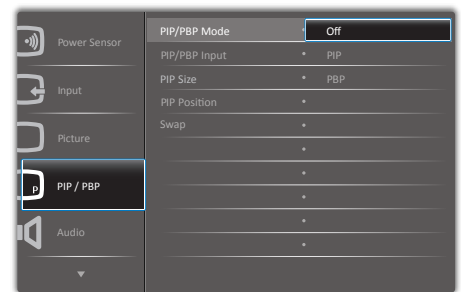 Power Sensor
Input
Picture
P
PIP / PBP
Audio
PIP/PBP Mode • Off
PIP/PBP Input • PIP
PIP Size • PBP
PIP Position •
Swap •
•
•
•
•
•